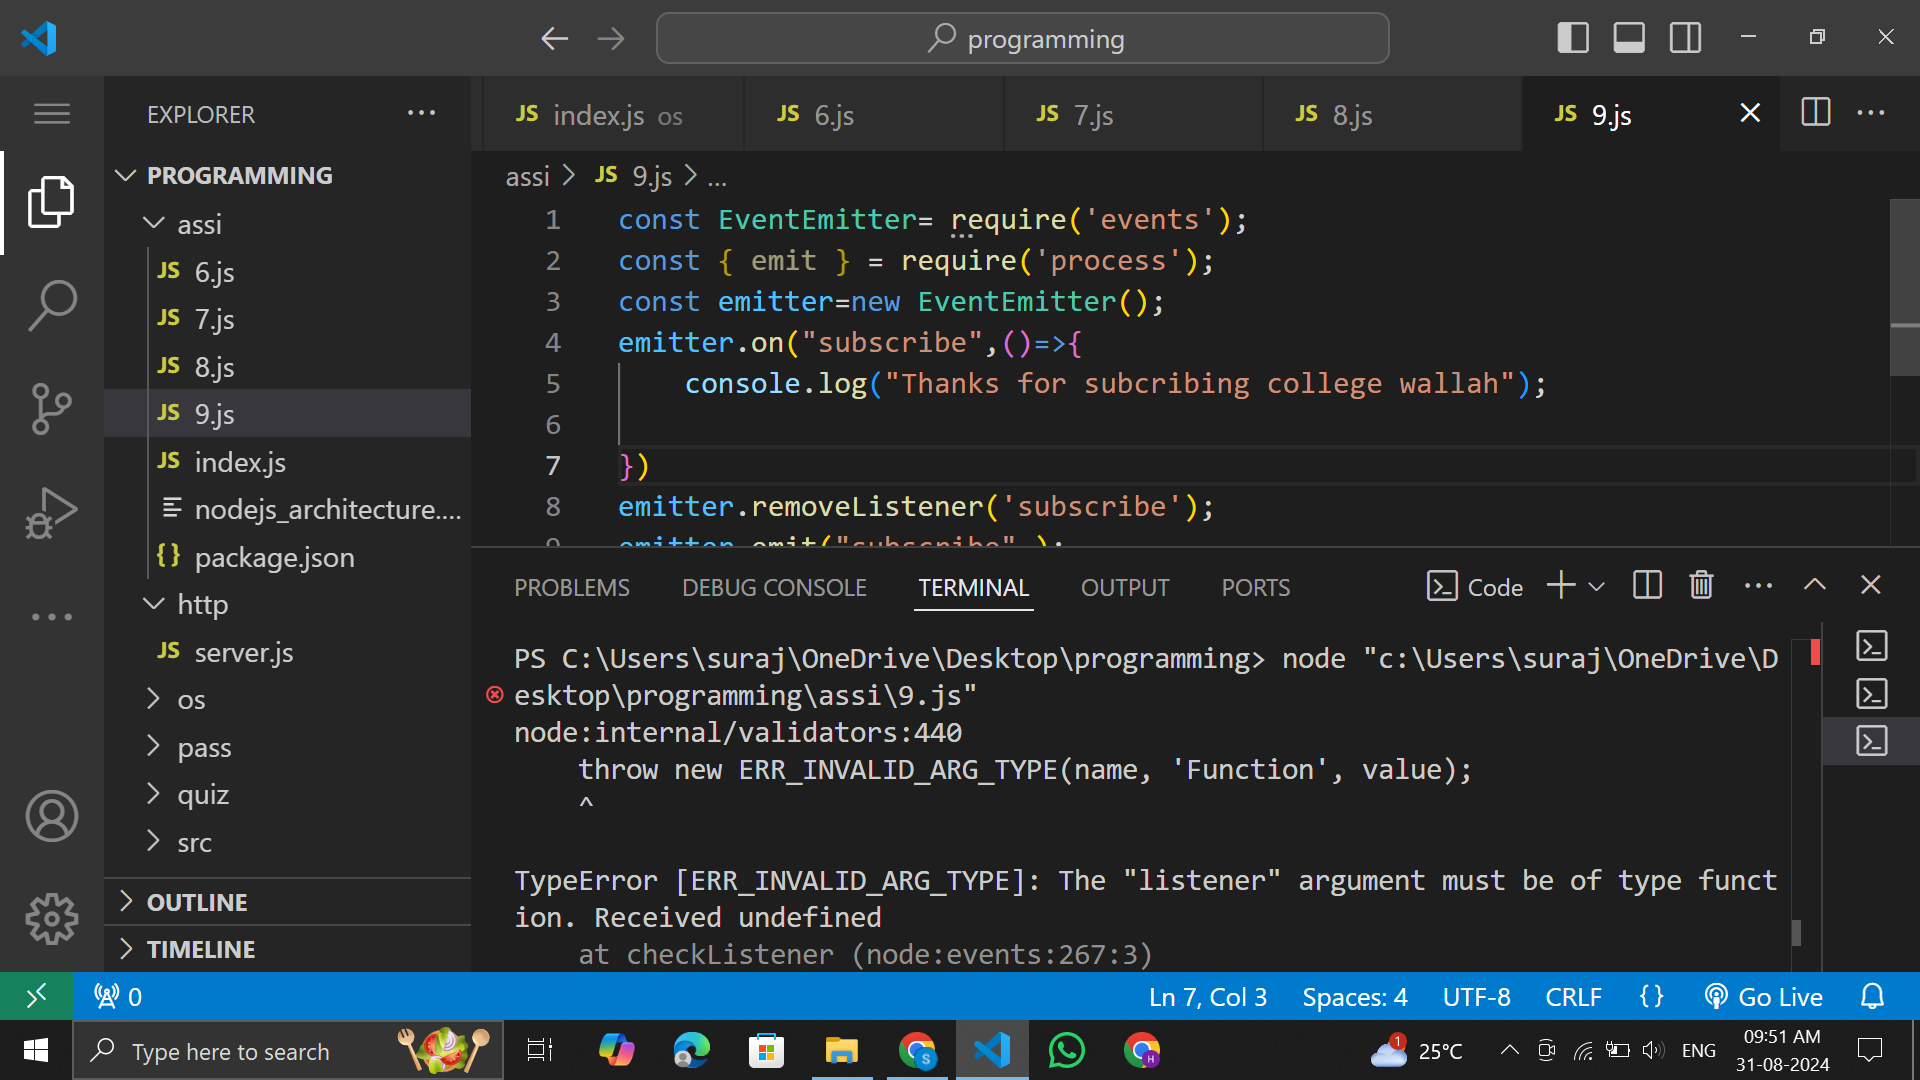 programming
EXPLORER
PROGRAMMING
assi
JS 6.js
JS 7.js
JS 8.js
JS 9.js
JS index.js
nodejs_architecture....
{} package.json
http
JS server.js
os
pass
quiz
src
OUTLINE
TIMELINE
JS index.js os
JS 6.js
JS 7.js
JS 8.js
JS 9.js
assi > JS 9.js > ...
1 const EventEmitter= require('events');
2 const { emit } = require('process');
3 const emitter=new EventEmitter();
4 emitter.on("subscribe",()=>{
5 console.log("Thanks for subcribing college wallah");
6
7 })
8 emitter.removeListener('subscribe');
9 emitter.emit("subscribe" );
PROBLEMS DEBUG CONSOLE TERMINAL OUTPUT PORTS Code
PS C:\Users\suraj\OneDrive\Desktop\programming> node "c:\Users\suraj\OneDrive\D
esktop\programming\assi\9.js"
node:internal/validators:440
throw new ERR_INVALID_ARG_TYPE(name, 'Function', value);
^
TypeError [ERR_INVALID_ARG_TYPE]: The "listener" argument must be of type funct
ion. Received undefined
at checkListener (node:events:267:3)
0 Ln 7, Col 3 Spaces: 4 UTF-8 CRLF {} Go Live
Type here to search
S
H
1
25°C
ENG
09:51 AM
31-08-2024